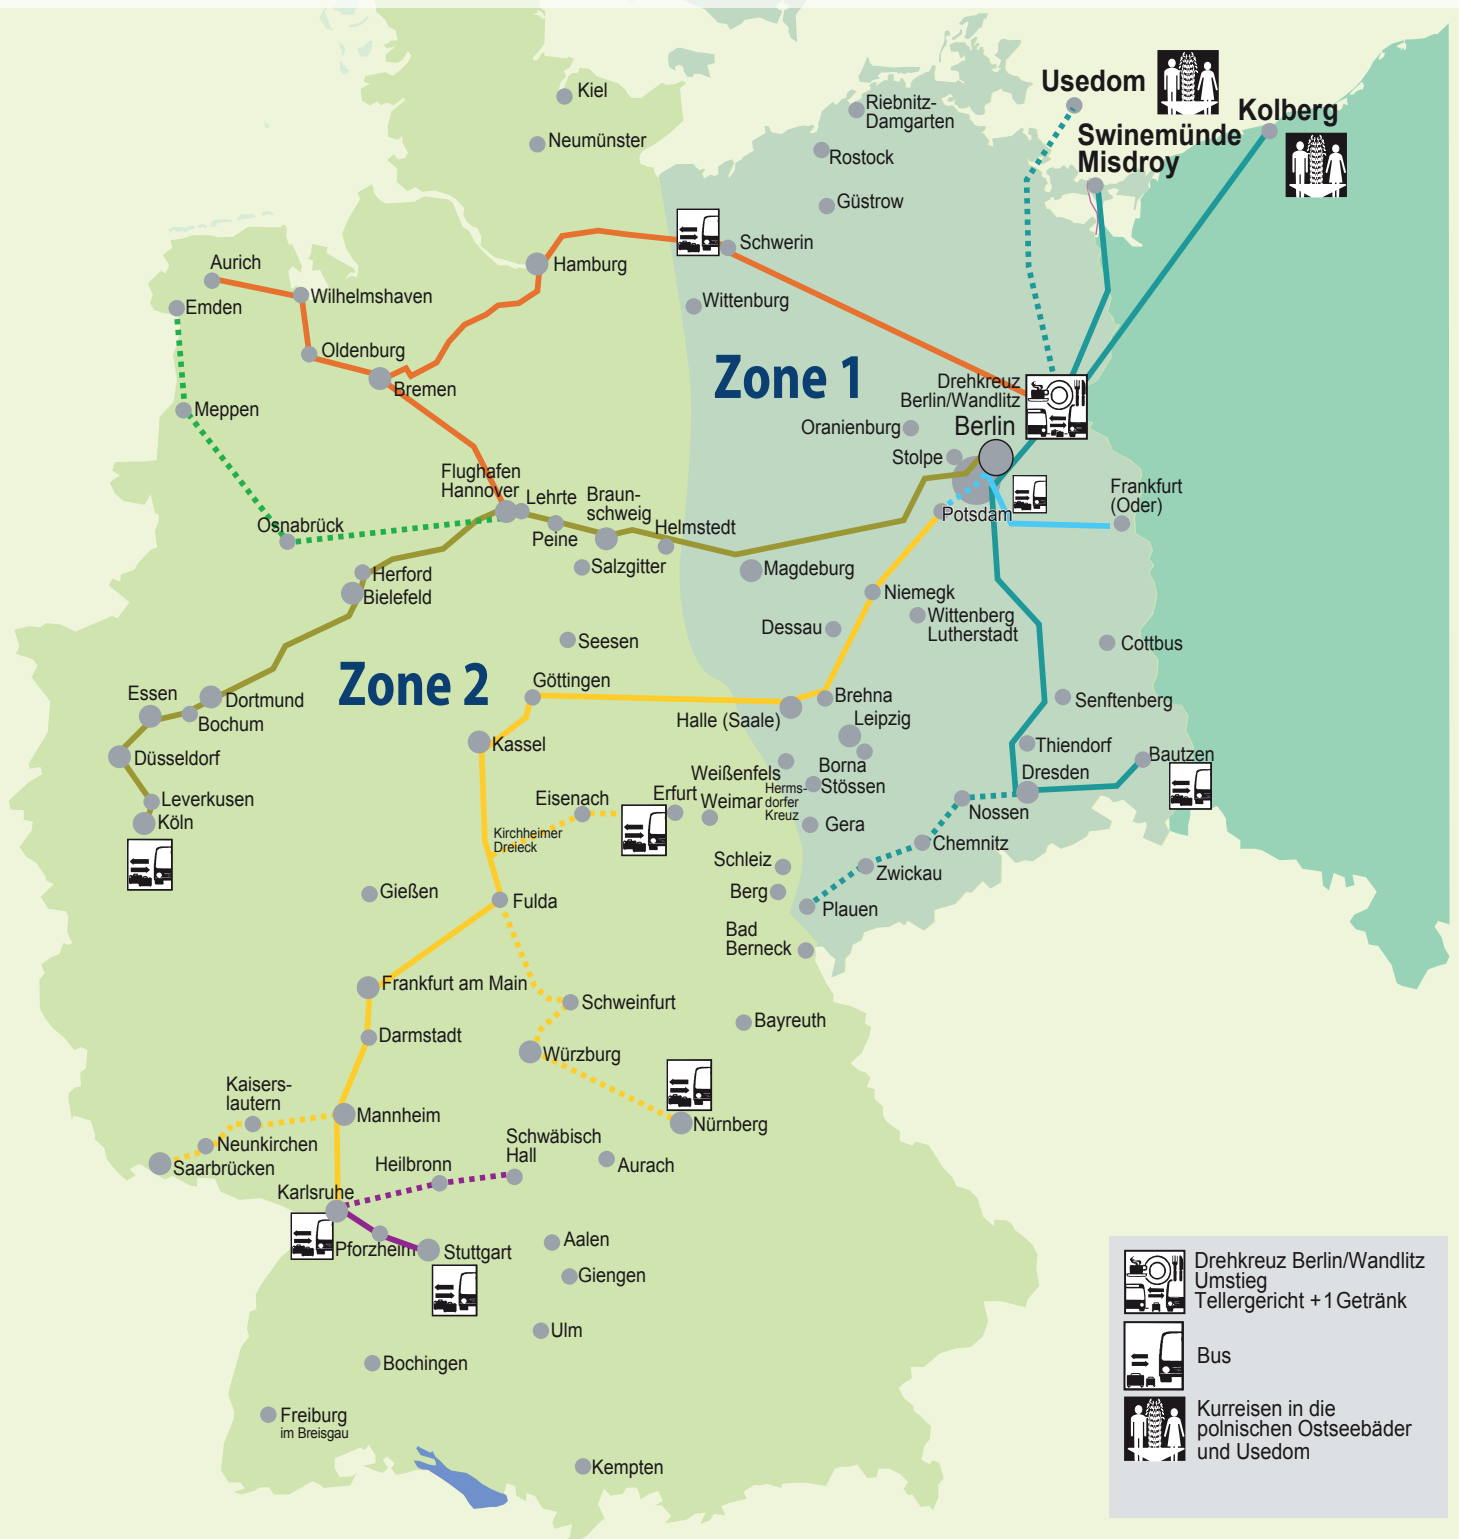 Kiel
Neumünster
Riebnitz-
Damgarten
Rostock
Güstrow
Usedom
Kolberg
Swinemünde
Misdroy
Schwerin
Hamburg
Wittenburg
Aurich
Wilhelmshaven
Emden
Oldenburg
Bremen
Meppen
Zone 1
Drehkreuz
Berlin/Wandlitz
Oranienburg
Berlin
Stolpe
Flughafen
Hannover
Lehrte
Braun-
schweig
Peine
Helmstedt
Potsdam
Frankfurt
(Oder)
Osnabrück
Salzgitter
Magdeburg
Herford
Bielefeld
Niemegk
Wittenberg
Lutherstadt
Dessau
Seesen
Cottbus
Zone 2
Göttingen
Essen
Dortmund
Bochum
Brehna
Halle (Saale)
Leipzig
Senftenberg
Düsseldorf
Kassel
Thiendorf
Bautzen
Borna
Weißenfels
Stössen
Dresden
Leverkusen
Köln
Eisenach
Erfurt
Weimar
Herms-
dorfer
Kreuz
Nossen
Gera
Kirchheimer
Dreieck
Chemnitz
Schleiz
Zwickau
Gießen
Berg
Fulda
Plauen
Bad
Berneck
Frankfurt am Main
Schweinfurt
Bayreuth
Darmstadt
Würzburg
Kaisers-
lautern
Mannheim
Nürnberg
Neunkirchen
Schwäbisch
Hall
Saarbrücken
Heilbronn
Aurach
Karlsruhe
Pforzheim
Stuttgart
Aalen
Giengen
Ulm
Bochingen
Freiburg
im Breisgau
Kempten
Drehkreuz Berlin/Wandlitz
Umstieg
Tellergericht +1 Getränk
Bus
Kurreisen in die
polnischen Ostseebäder
und Usedom